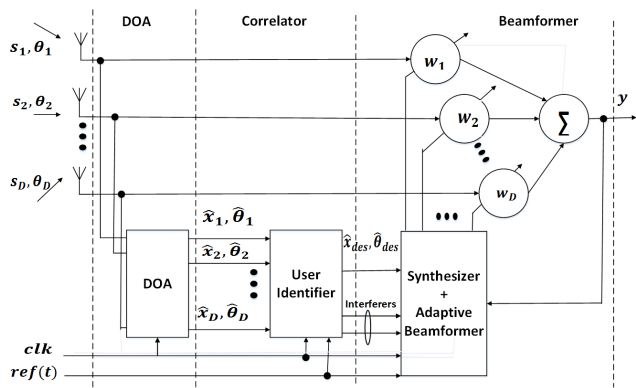 DOA Correlator Beamformer
s₁, θ₁
w₁
s₂, θ₂
w₂
Σ
y
s_D, θ_D
w_D
x̂₁, θ̂₁
x̂₂, θ̂₂
x̂_D, θ̂_D
DOA
User
Identifier
x̂_des, θ̂_des
Interferers
Synthesizer
+
Adaptive
Beamformer
clk
ref(t)